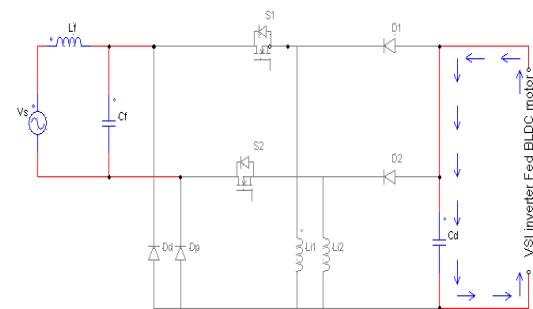 S1
D1
Lf
Vs
Cf
S2
D2
Dd
Dp
Li1
Li2
Cd
VSI inverter Fed BLDC motor